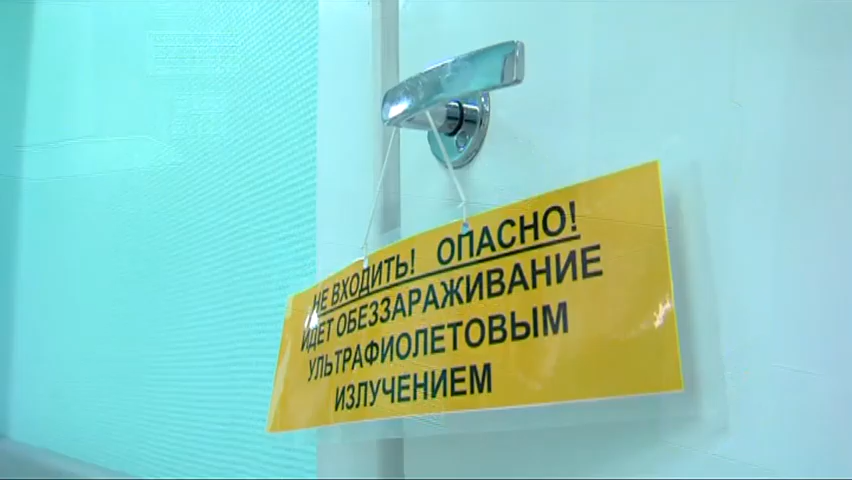 НЕ ВХОДИТЬ! ОПАСНО!
ИДЕТ ОБЕЗЗАРАЖИВАНИЕ
УЛЬТРАФИОЛЕТОВЫМ
ИЗЛУЧЕНИЕМ